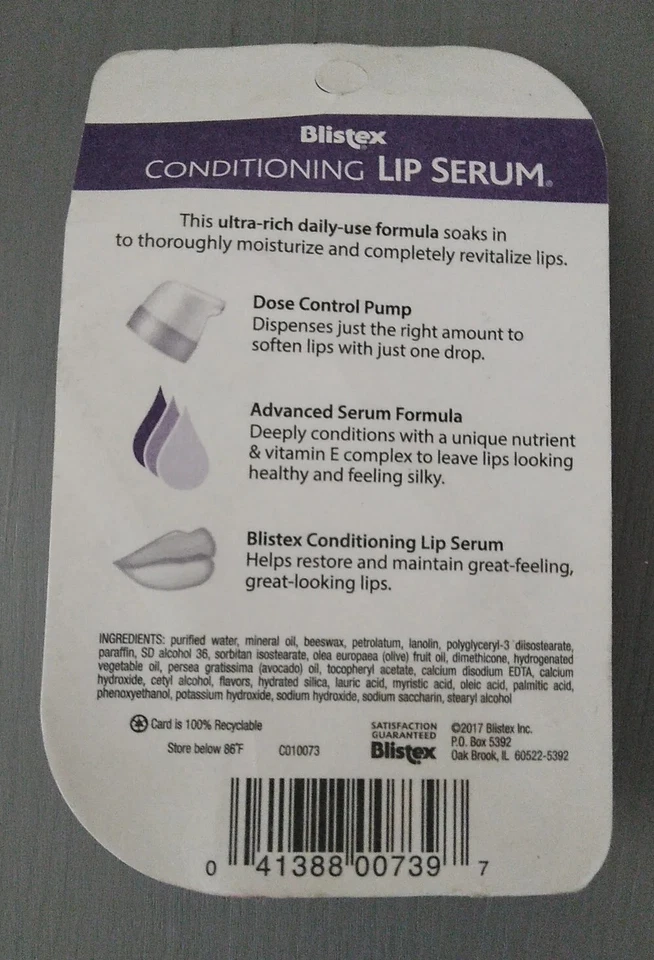 Blistex
CONDITIONING LIP SERUM®
This ultra-rich daily-use formula soaks in
to thoroughly moisturize and completely revitalize lips.
Dose Control Pump
Dispenses just the right amount to
soften lips with just one drop.
Advanced Serum Formula
Deeply conditions with a unique nutrient
& vitamin E complex to leave lips looking
healthy and feeling silky.
Blistex Conditioning Lip Serum
Helps restore and maintain great-feeling,
great-looking lips.
INGREDIENTS: purified water, mineral oil, beeswax, petrolatum, lanolin, polyglyceryl-3 diisostearate,
paraffin, SD alcohol 36, sorbitan isostearate, olea europaea (olive) fruit oil, dimethicone, hydrogenated
vegetable oil, persea gratissima (avocado) oil, tocopheryl acetate, calcium disodium EDTA, calcium
hydroxide, cetyl alcohol, flavors, hydrated silica, lauric acid, myristic acid, oleic acid, palmitic acid,
phenoxyethanol, potassium hydroxide, sodium hydroxide, sodium saccharin, stearyl alcohol
Card is 100% Recyclable
Store below 86°F C010073
SATISFACTION
GUARANTEED
Blistex
©2017 Blistex Inc.
P.O. Box 5392
Oak Brook, IL 60522-5392
0 41388 00739 7